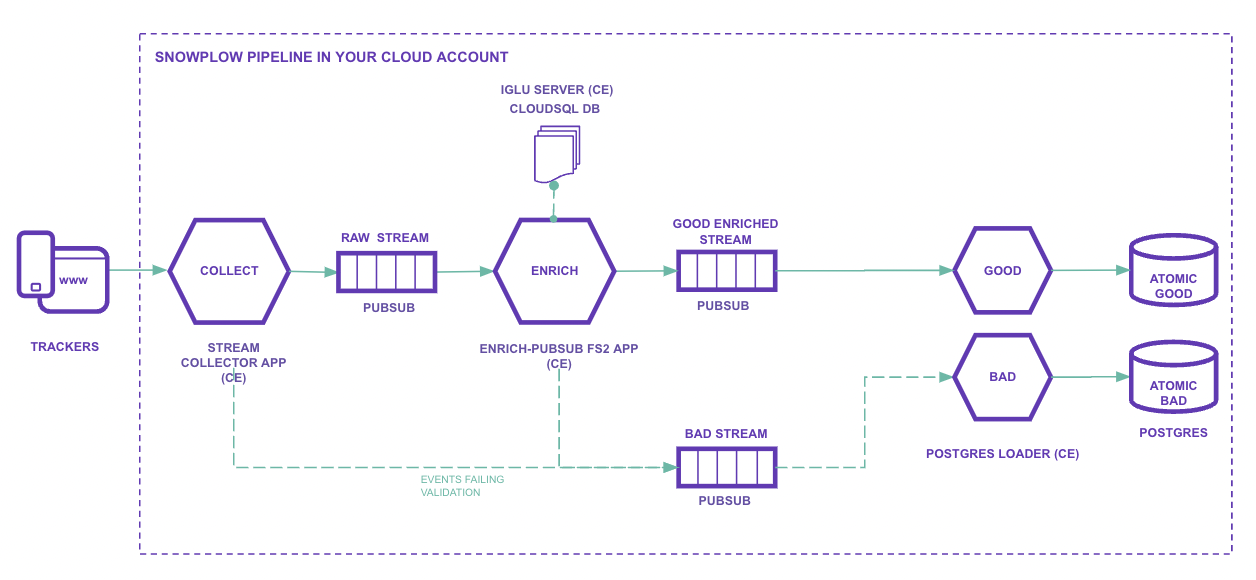 SNOWPLOW PIPELINE IN YOUR CLOUD ACCOUNT
IGLU SERVER (CE)
CLOUDSQL DB
www
TRACKERS
COLLECT
STREAM
COLLECTOR APP
(CE)
RAW STREAM
PUBSUB
ENRICH
ENRICH-PUBSUB FS2 APP
(CE)
GOOD ENRICHED
STREAM
PUBSUB
GOOD
ATOMIC
GOOD
BAD
ATOMIC
BAD
POSTGRES
POSTGRES LOADER (CE)
BAD STREAM
PUBSUB
EVENTS FAILING
VALIDATION